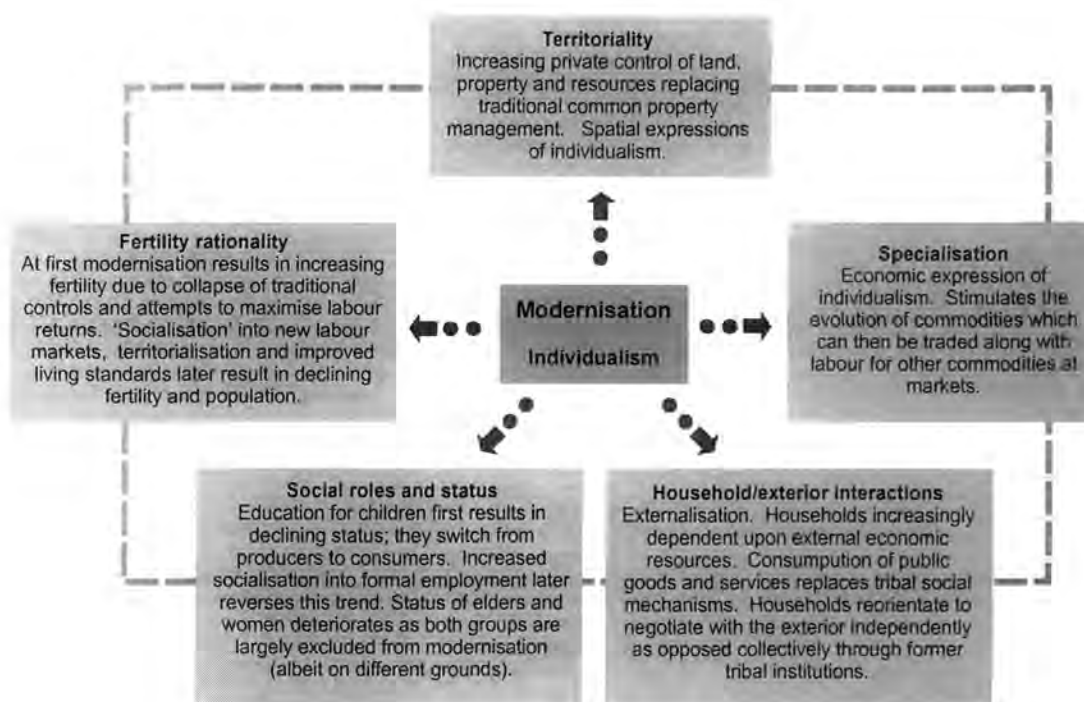 Territoriality
Increasing private control of land,
property and resources replacing
traditional common property
management. Spatial expressions
of individualism.
Fertility rationality
At first modernisation results in increasing
fertility due to collapse of traditional
controls and attempts to maximise labour
returns. 'Socialisation' into new labour
markets, territorialisation and improved
living standards later result in declining
fertility and population.
Modernisation
Individualism
Specialisation
Economic expression of
individualism. Stimulates the
evolution of commodities which
can then be traded along with
labour for other commodities at
markets.
Social roles and status
Education for children first results in
declining status; they switch from
producers to consumers. Increased
socialisation into formal employment later
reverses this trend. Status of elders and
women deteriorates as both groups are
largely excluded from modernisation
(albeit on different grounds).
Household/exterior interactions
Externalisation. Households increasingly
dependent upon external economic
resources. Consumption of public
goods and services replaces tribal social
mechanisms. Households reorientate to
negotiate with the exterior independently
as opposed collectively through former
tribal institutions.